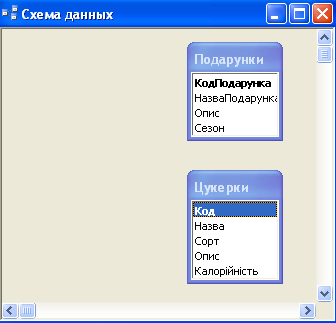 Схема данных
Подарунки
КодПодарунка
НазваПодарунка
Опис
Сезон
Цукерки
Код
Назва
Сорт
Опис
Калорійність